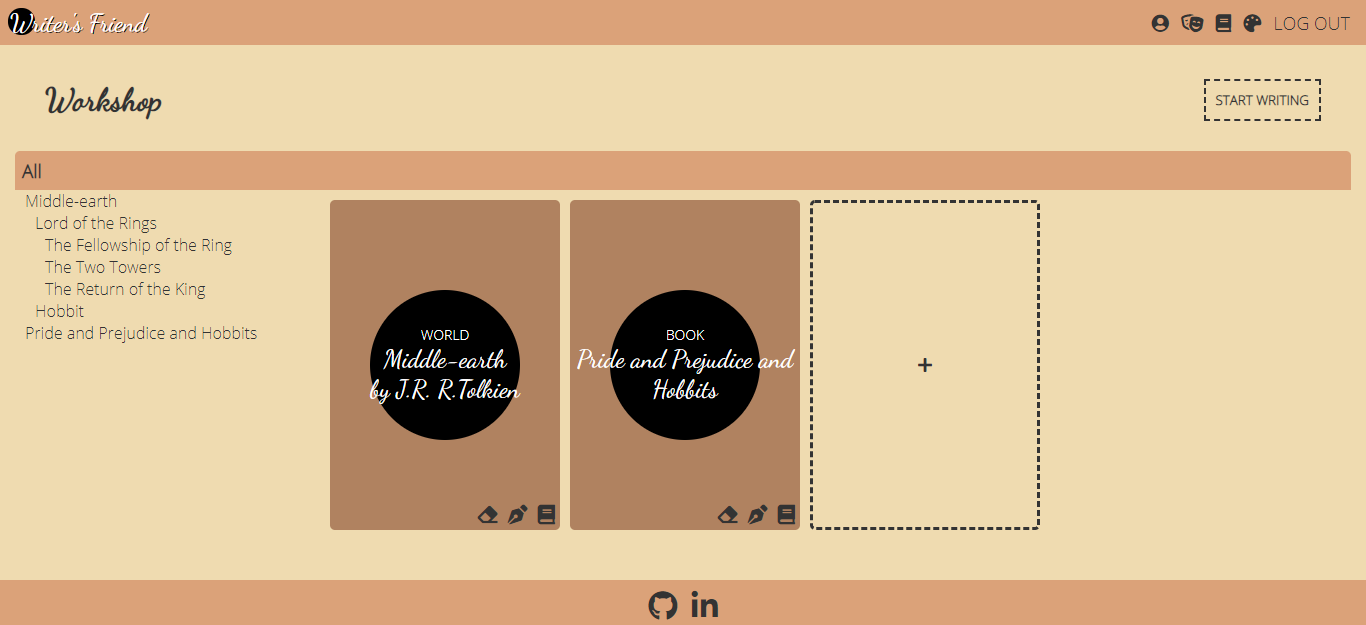 Writer's Friend
LOG OUT
Workshop
START WRITING
All
Middle-earth
Lord of the Rings
The Fellowship of the Ring
The Two Towers
The Return of the King
Hobbit
Pride and Prejudice and Hobbits
WORLD
Middle-earth
by J.R. R.Tolkien
BOOK
Pride and Prejudice and
Hobbits
+
in